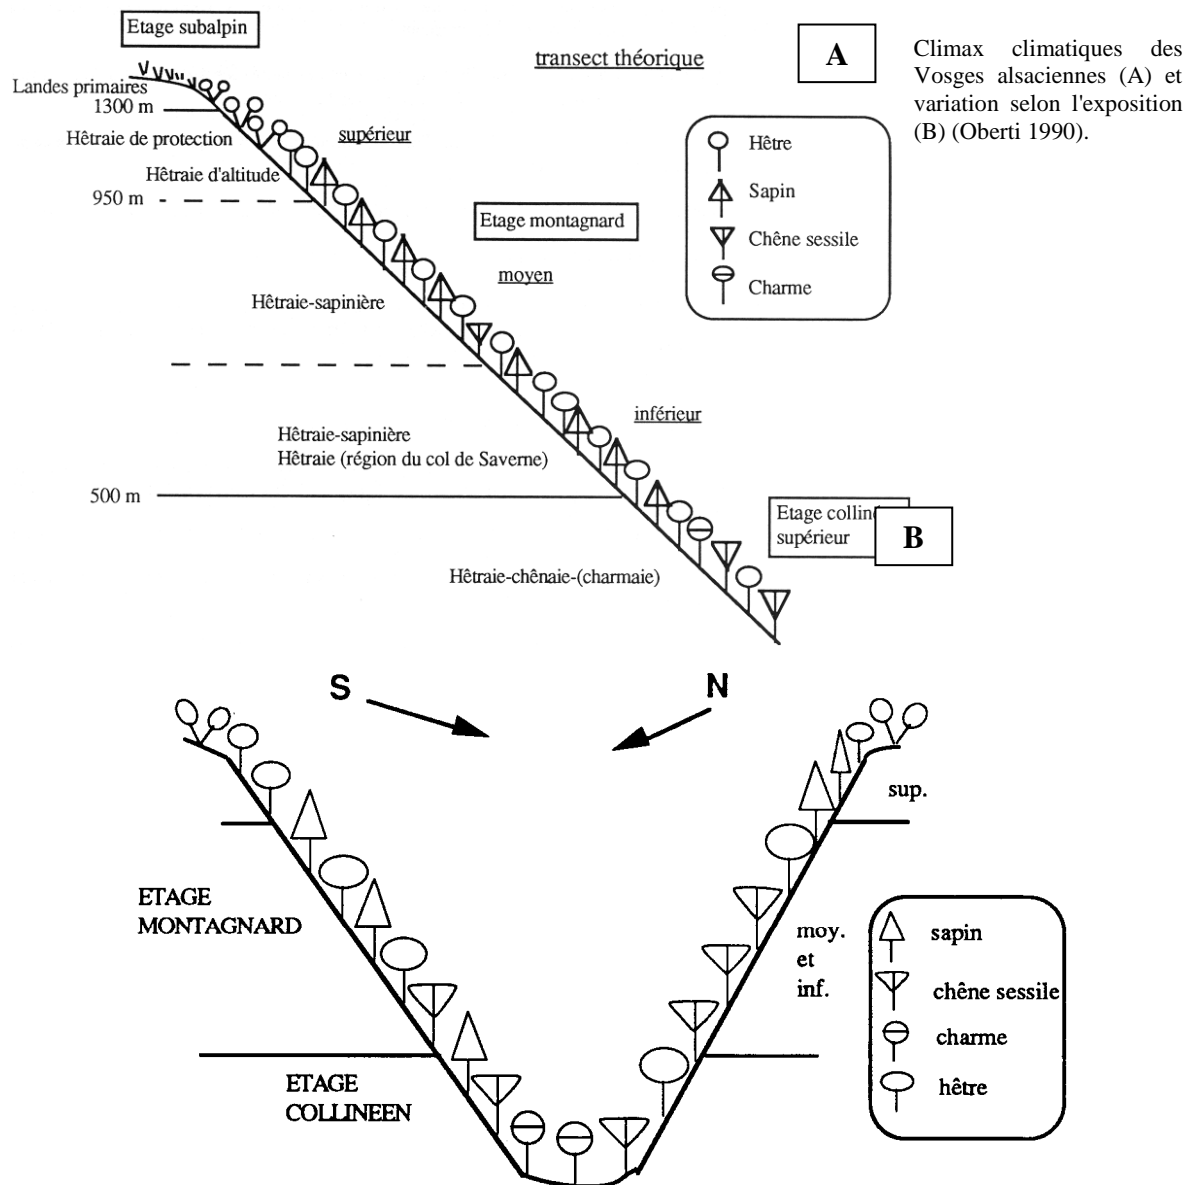 Etage subalpin
transect théorique
A
Climax climatiques des
Vosges alsaciennes (A) et
variation selon l'exposition
(B) (Oberti 1990).
Landes primaires
1300 m
Hêtraie de protection
supérieur
Hêtraie d'altitude
950 m
Hêtre
Sapin
Chêne sessile
Charme
Etage montagnard
moyen
Hêtraie-sapinière
inférieur
Hêtraie-sapinière
Hêtraie (région du col de Saverne)
500 m
Etage
supérieur
B
Hêtraie-chênaie-(charmaie)
S
N
sup.
ETAGE
MONTAGNARD
moy.
et
inf.
sapin
chêne sessile
charme
hêtre
ETAGE
COLLINEEN